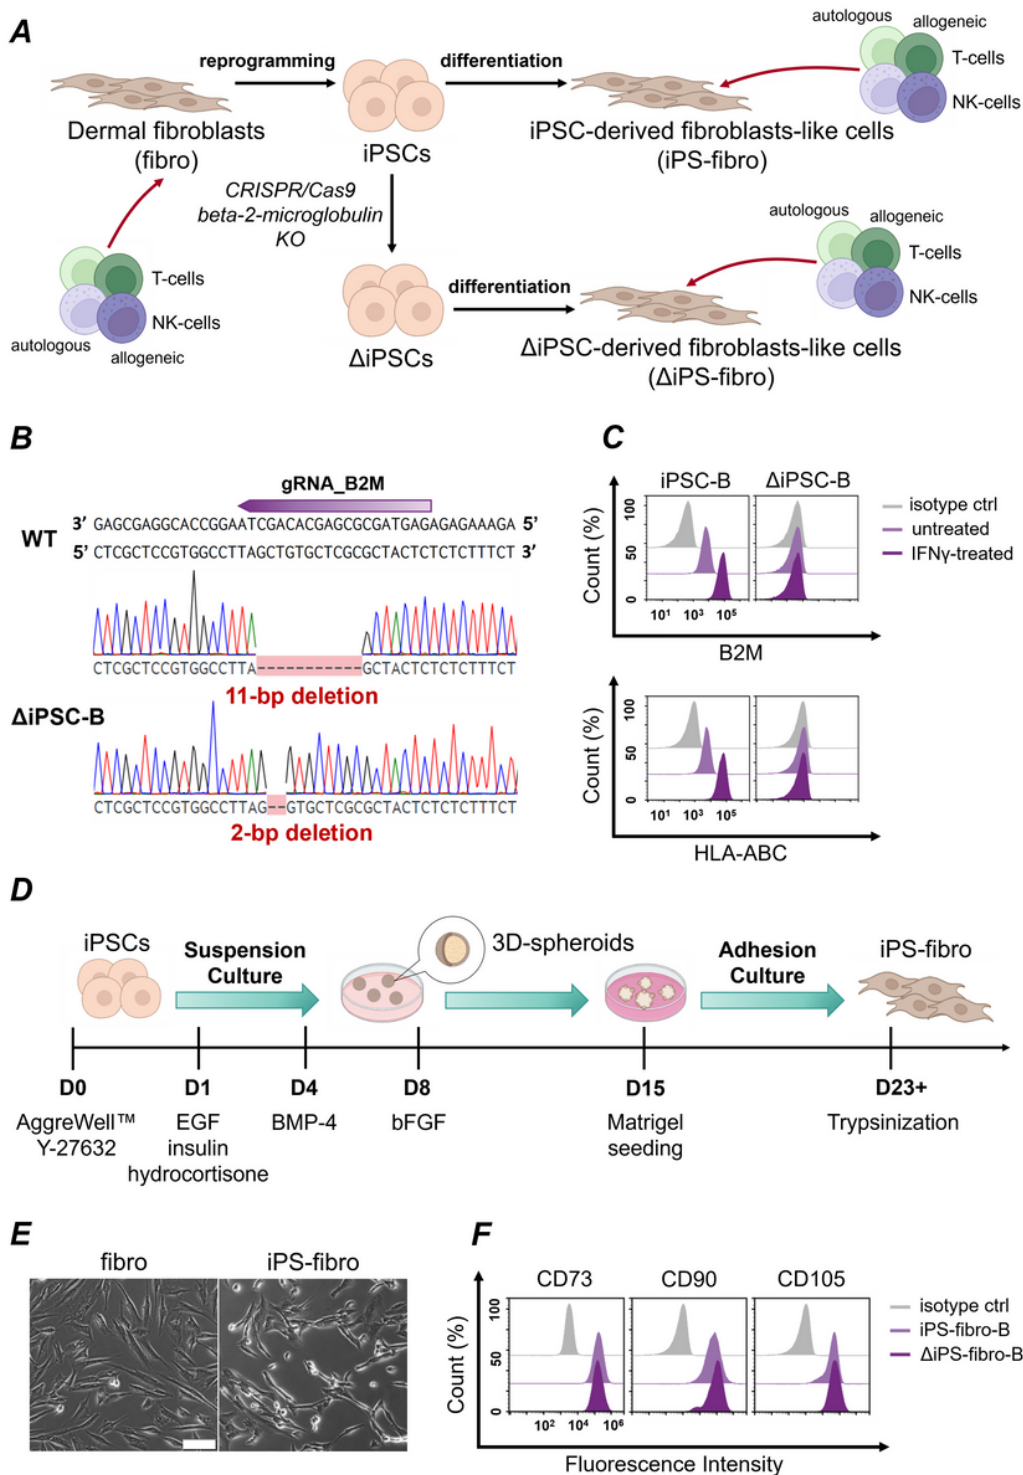 A
reprogramming
differentiation
autologous
allogeneic
T-cells
NK-cells
Dermal fibroblasts
(fibro)
iPSCs
iPSC-derived fibroblasts-like cells
(iPS-fibro)
CRISPR/Cas9
beta-2-microglobulin
KO
T-cells
NK-cells
autologous
allogeneic
differentiation
autologous
allogeneic
T-cells
NK-cells
ΔiPSCs
ΔiPSC-derived fibroblasts-like cells
(ΔiPS-fibro)
B
gRNA_B2M
WT
3' GAGCGAGGCACCGGAATCGACACGAGCGCGATGAGAGAGAAAGA 5'
5' CTCGCTCCGTGGCCTTAGCTGTGCTCGCGCTACTCTCTCTTTCT 3'
CTCGCTCCGTGGCCTTA-----------GCTACTCTCTCTTTCT
11-bp deletion
ΔiPSC-B
CTCGCTCCGTGGCCTTAG--GTGCTCGCGCTACTCTCTCTTTCT
2-bp deletion
C
iPSC-B
ΔiPSC-B
isotype ctrl
untreated
IFNγ-treated
Count (%)
100
50
0
10¹ 10³ 10⁵
B2M
Count (%)
100
50
0
10¹ 10³ 10⁵
HLA-ABC
D
iPSCs
Suspension
Culture
3D-spheroids
Adhesion
Culture
iPS-fibro
D0
D1
D4
D8
D15
D23+
AggreWell™
Y-27632
EGF
insulin
hydrocortisone
BMP-4
bFGF
Matrigel
seeding
Trypsinization
E
fibro
iPS-fibro
F
CD73
CD90
CD105
isotype ctrl
iPS-fibro-B
ΔiPS-fibro-B
Count (%)
100
50
0
10² 10⁴ 10⁶
Fluorescence Intensity